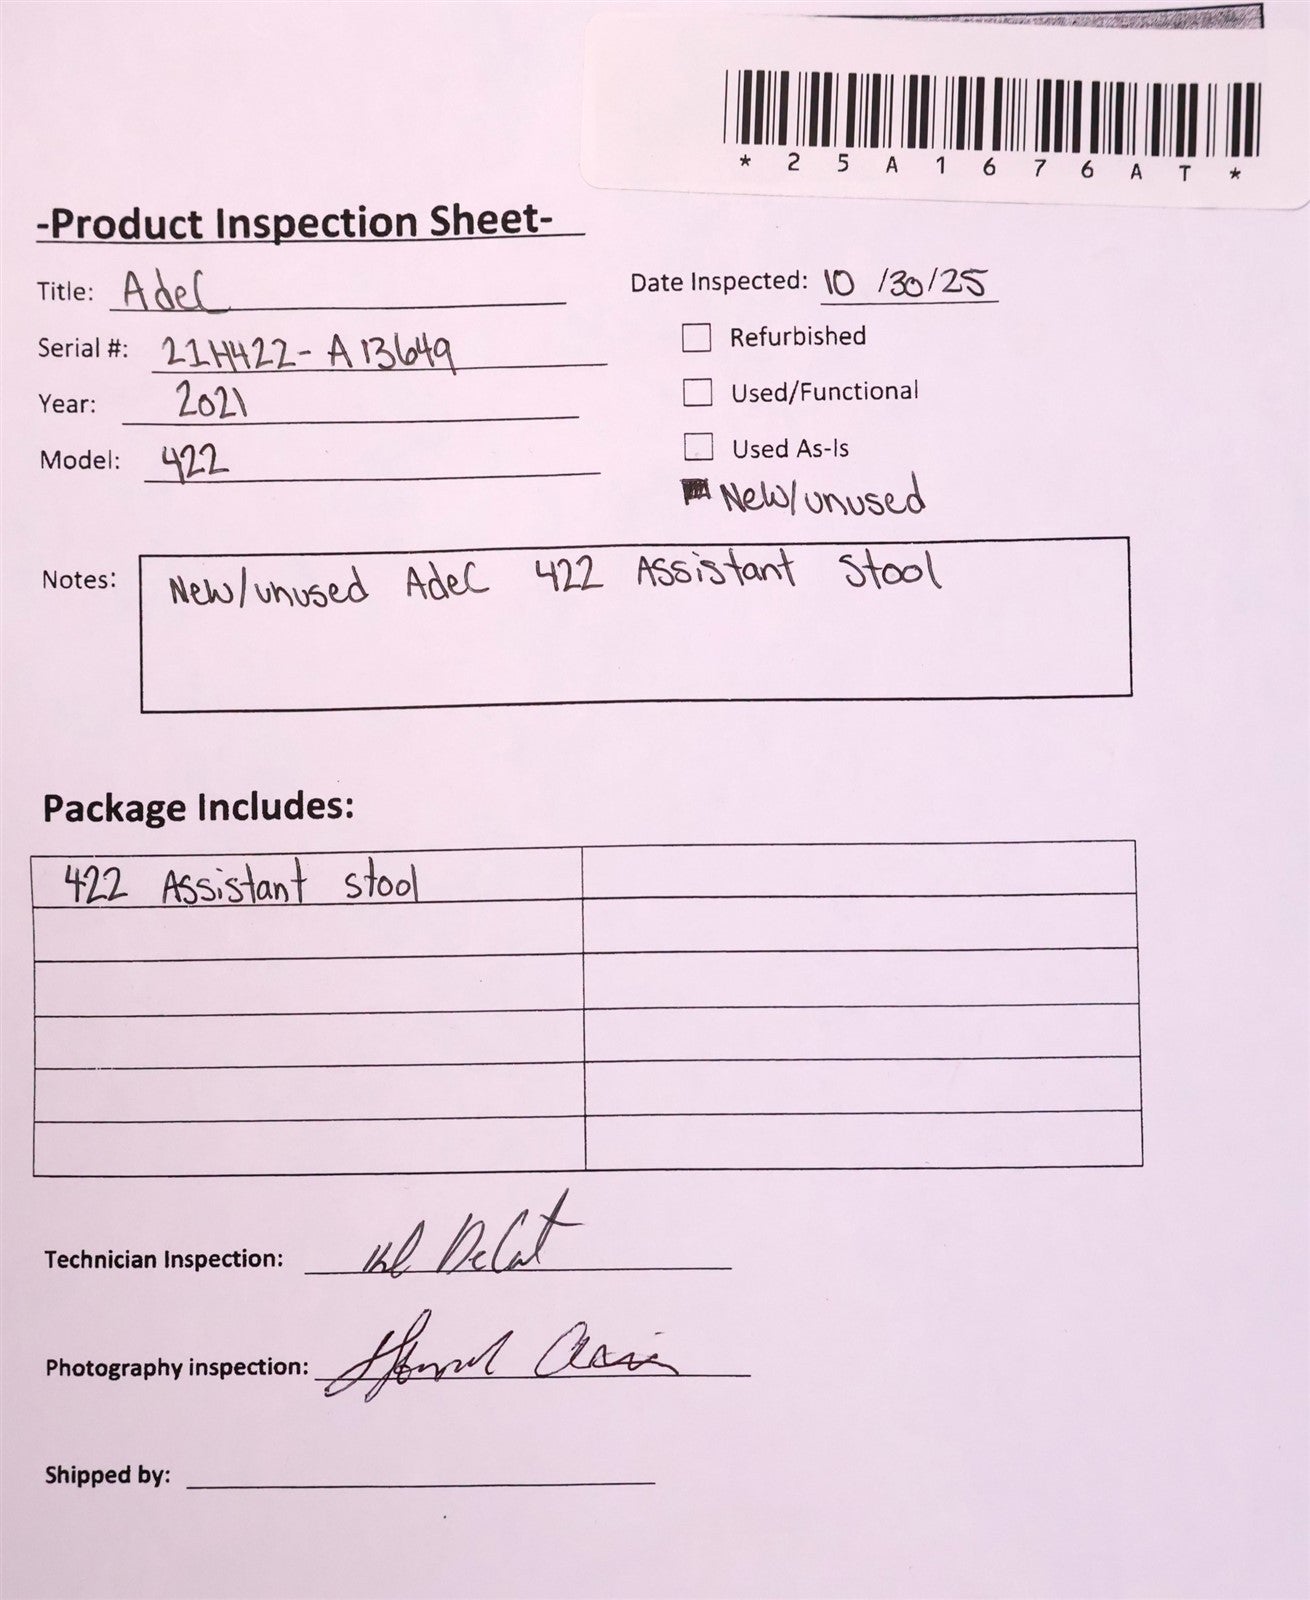 *25A1676AT*
-Product Inspection Sheet-
Title: Adec
Date Inspected: 10/30/25
Serial #: 21H422-A13649
Refurbished
Year: 2021
Used/Functional
Model: 422
Used As-Is
New/unused
Notes: New/unused Adec 422 Assistant Stool
Package Includes:
422 Assistant stool
Technician Inspection:
Photography inspection:
Shipped by: